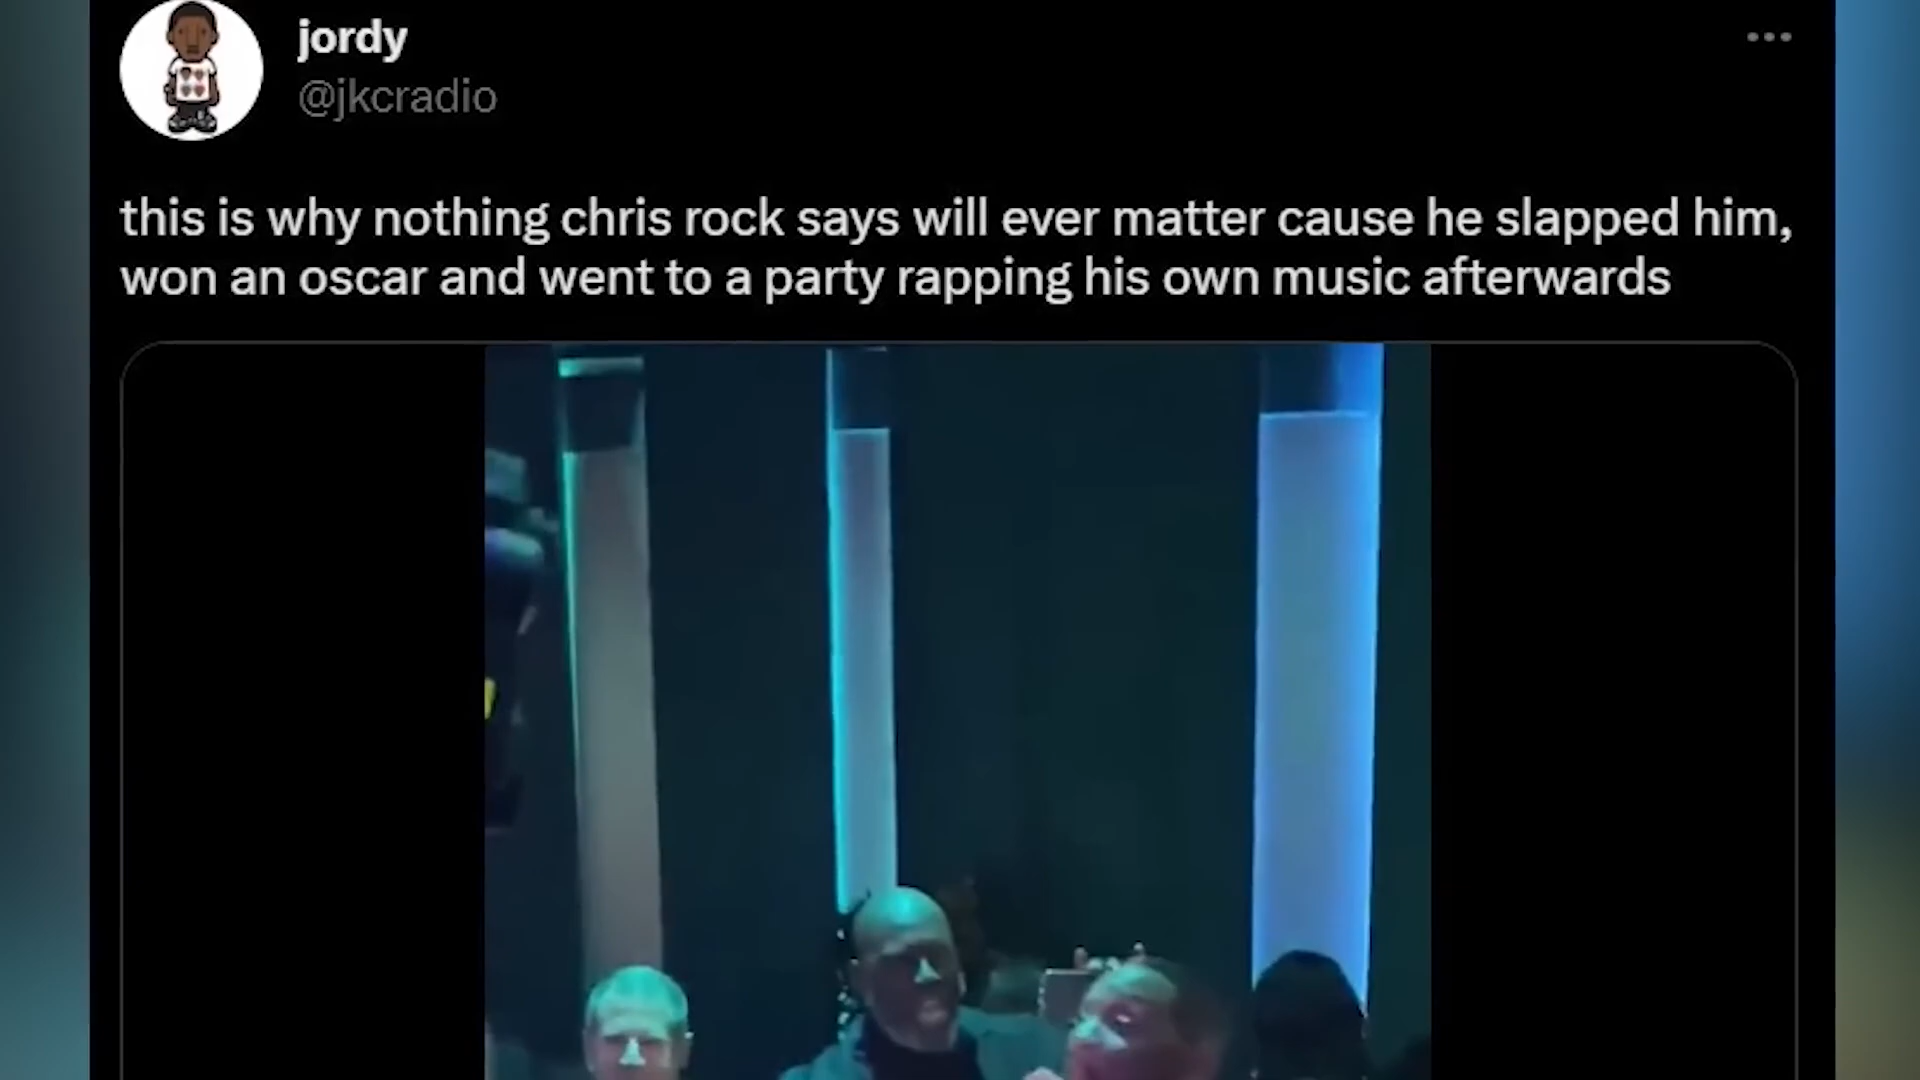 jordy
@jkcradio
this is why nothing chris rock says will ever matter cause he slapped him,
won an oscar and went to a party rapping his own music afterwards